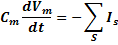 C_m dV_m/dt = −∑_S I_s